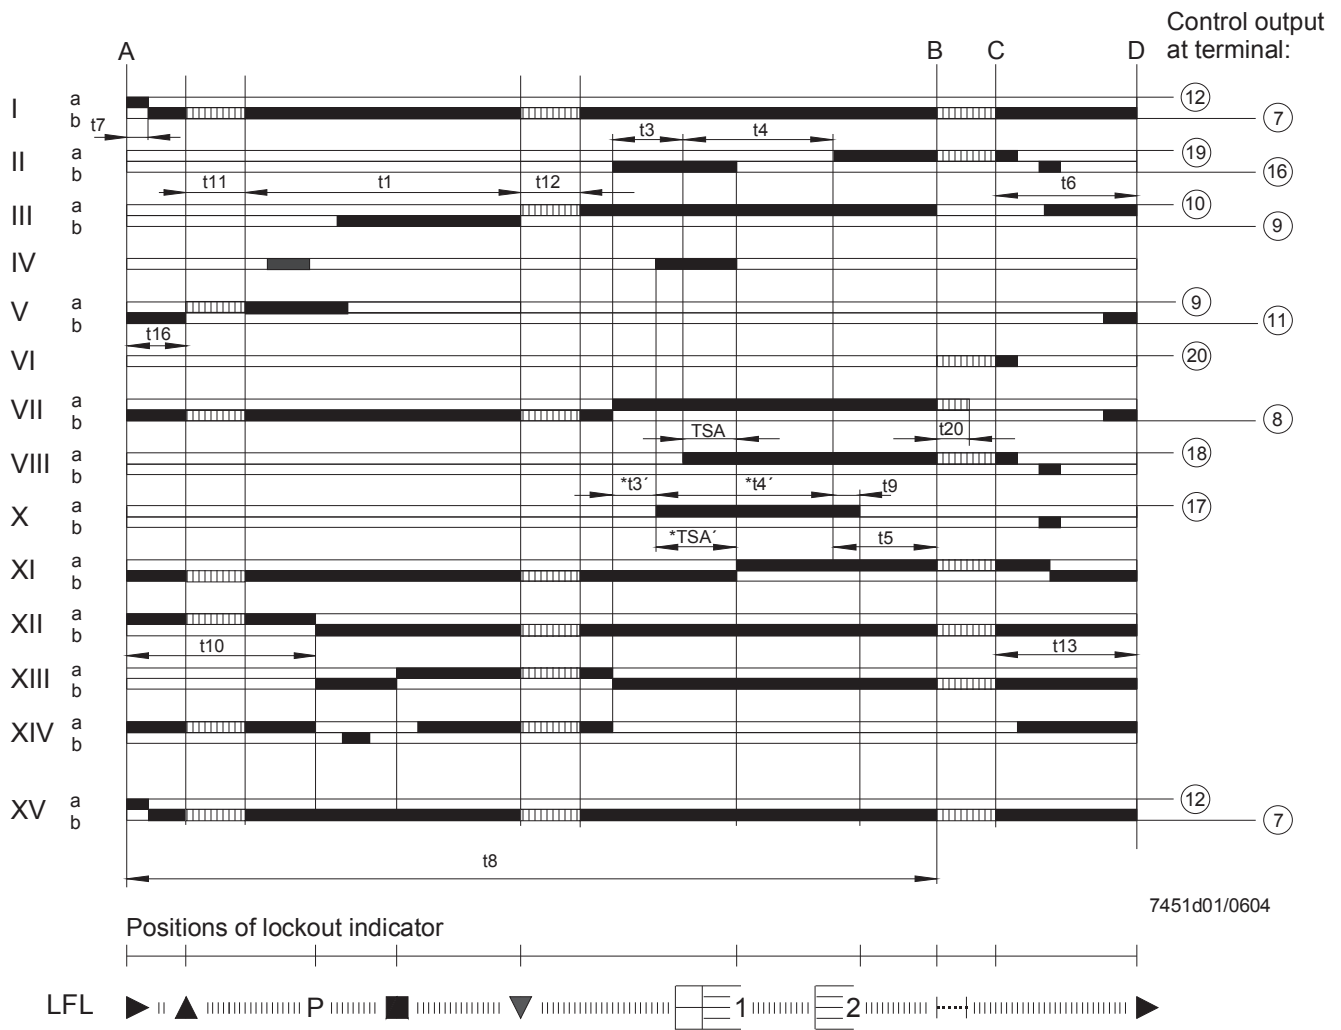 Control output
at terminal:
A B C D
I a 12
b 7
t7 t3 t4
II a 19
b 16
t11 t1 t12 t6
III a 10
b 9
IV
V a 9
b 11
t16
VI 20
VII a
b 8
TSA t20
VIII a 18
b
*t3´ *t4´ t9
X a 17
b
*TSA´ t5
XI a
b
XII a
b
t10 t13
XIII a
b
XIV a
b
XV a 12
b 7
t8
7451d01/0604
Positions of lockout indicator
LFL P 1 2